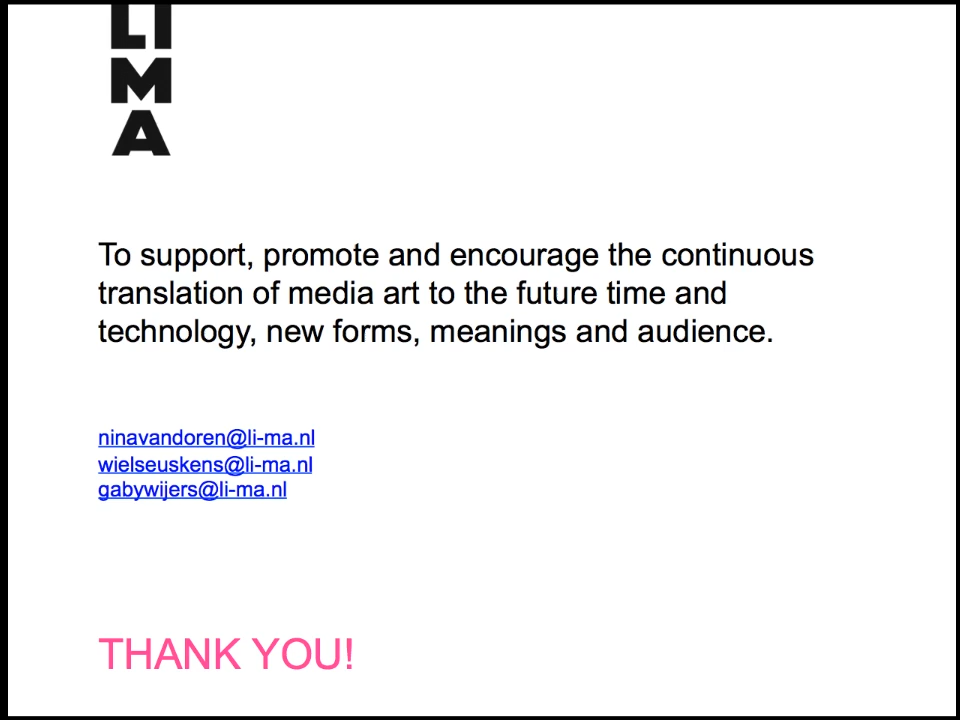 LI
MA
To support, promote and encourage the continuous
translation of media art to the future time and
technology, new forms, meanings and audience.
ninavandoren@li-ma.nl
wielseuskens@li-ma.nl
gabywijers@li-ma.nl
THANK YOU!